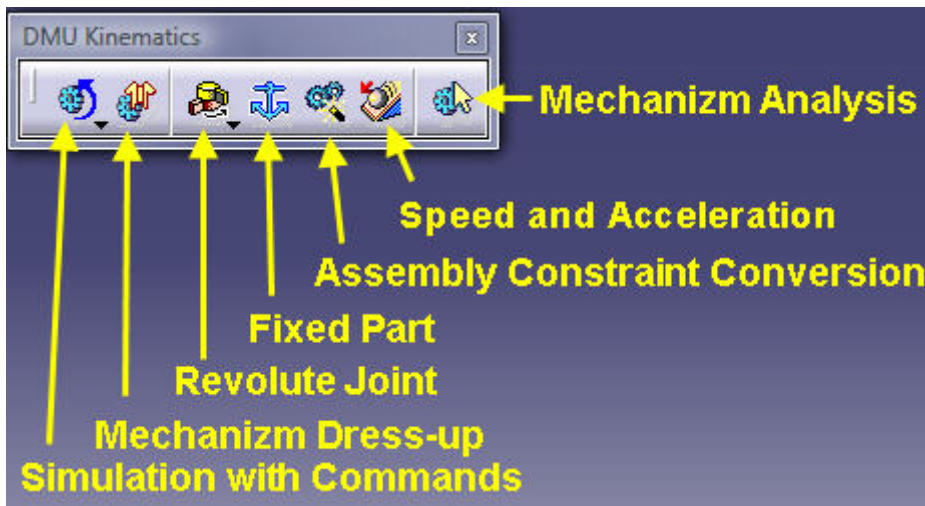 DMU Kinematics
Mechanizm Analysis
Speed and Acceleration
Assembly Constraint Conversion
Fixed Part
Revolute Joint
Mechanizm Dress-up
Simulation with Commands